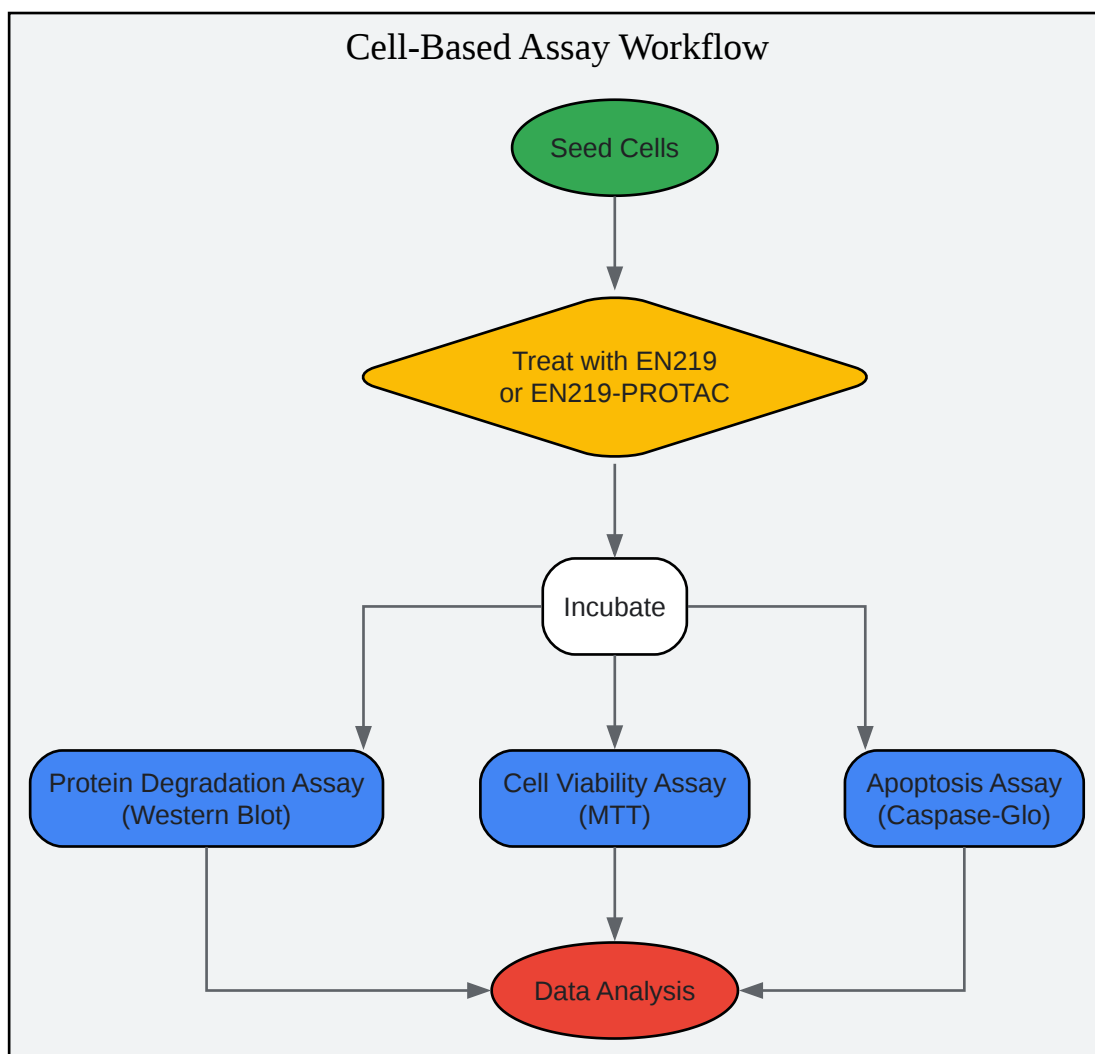 Cell-Based Assay Workflow
Seed Cells
Treat with EN219
or EN219-PROTAC
Incubate
Protein Degradation Assay
(Western Blot)
Cell Viability Assay
(MTT)
Apoptosis Assay
(Caspase-Glo)
Data Analysis